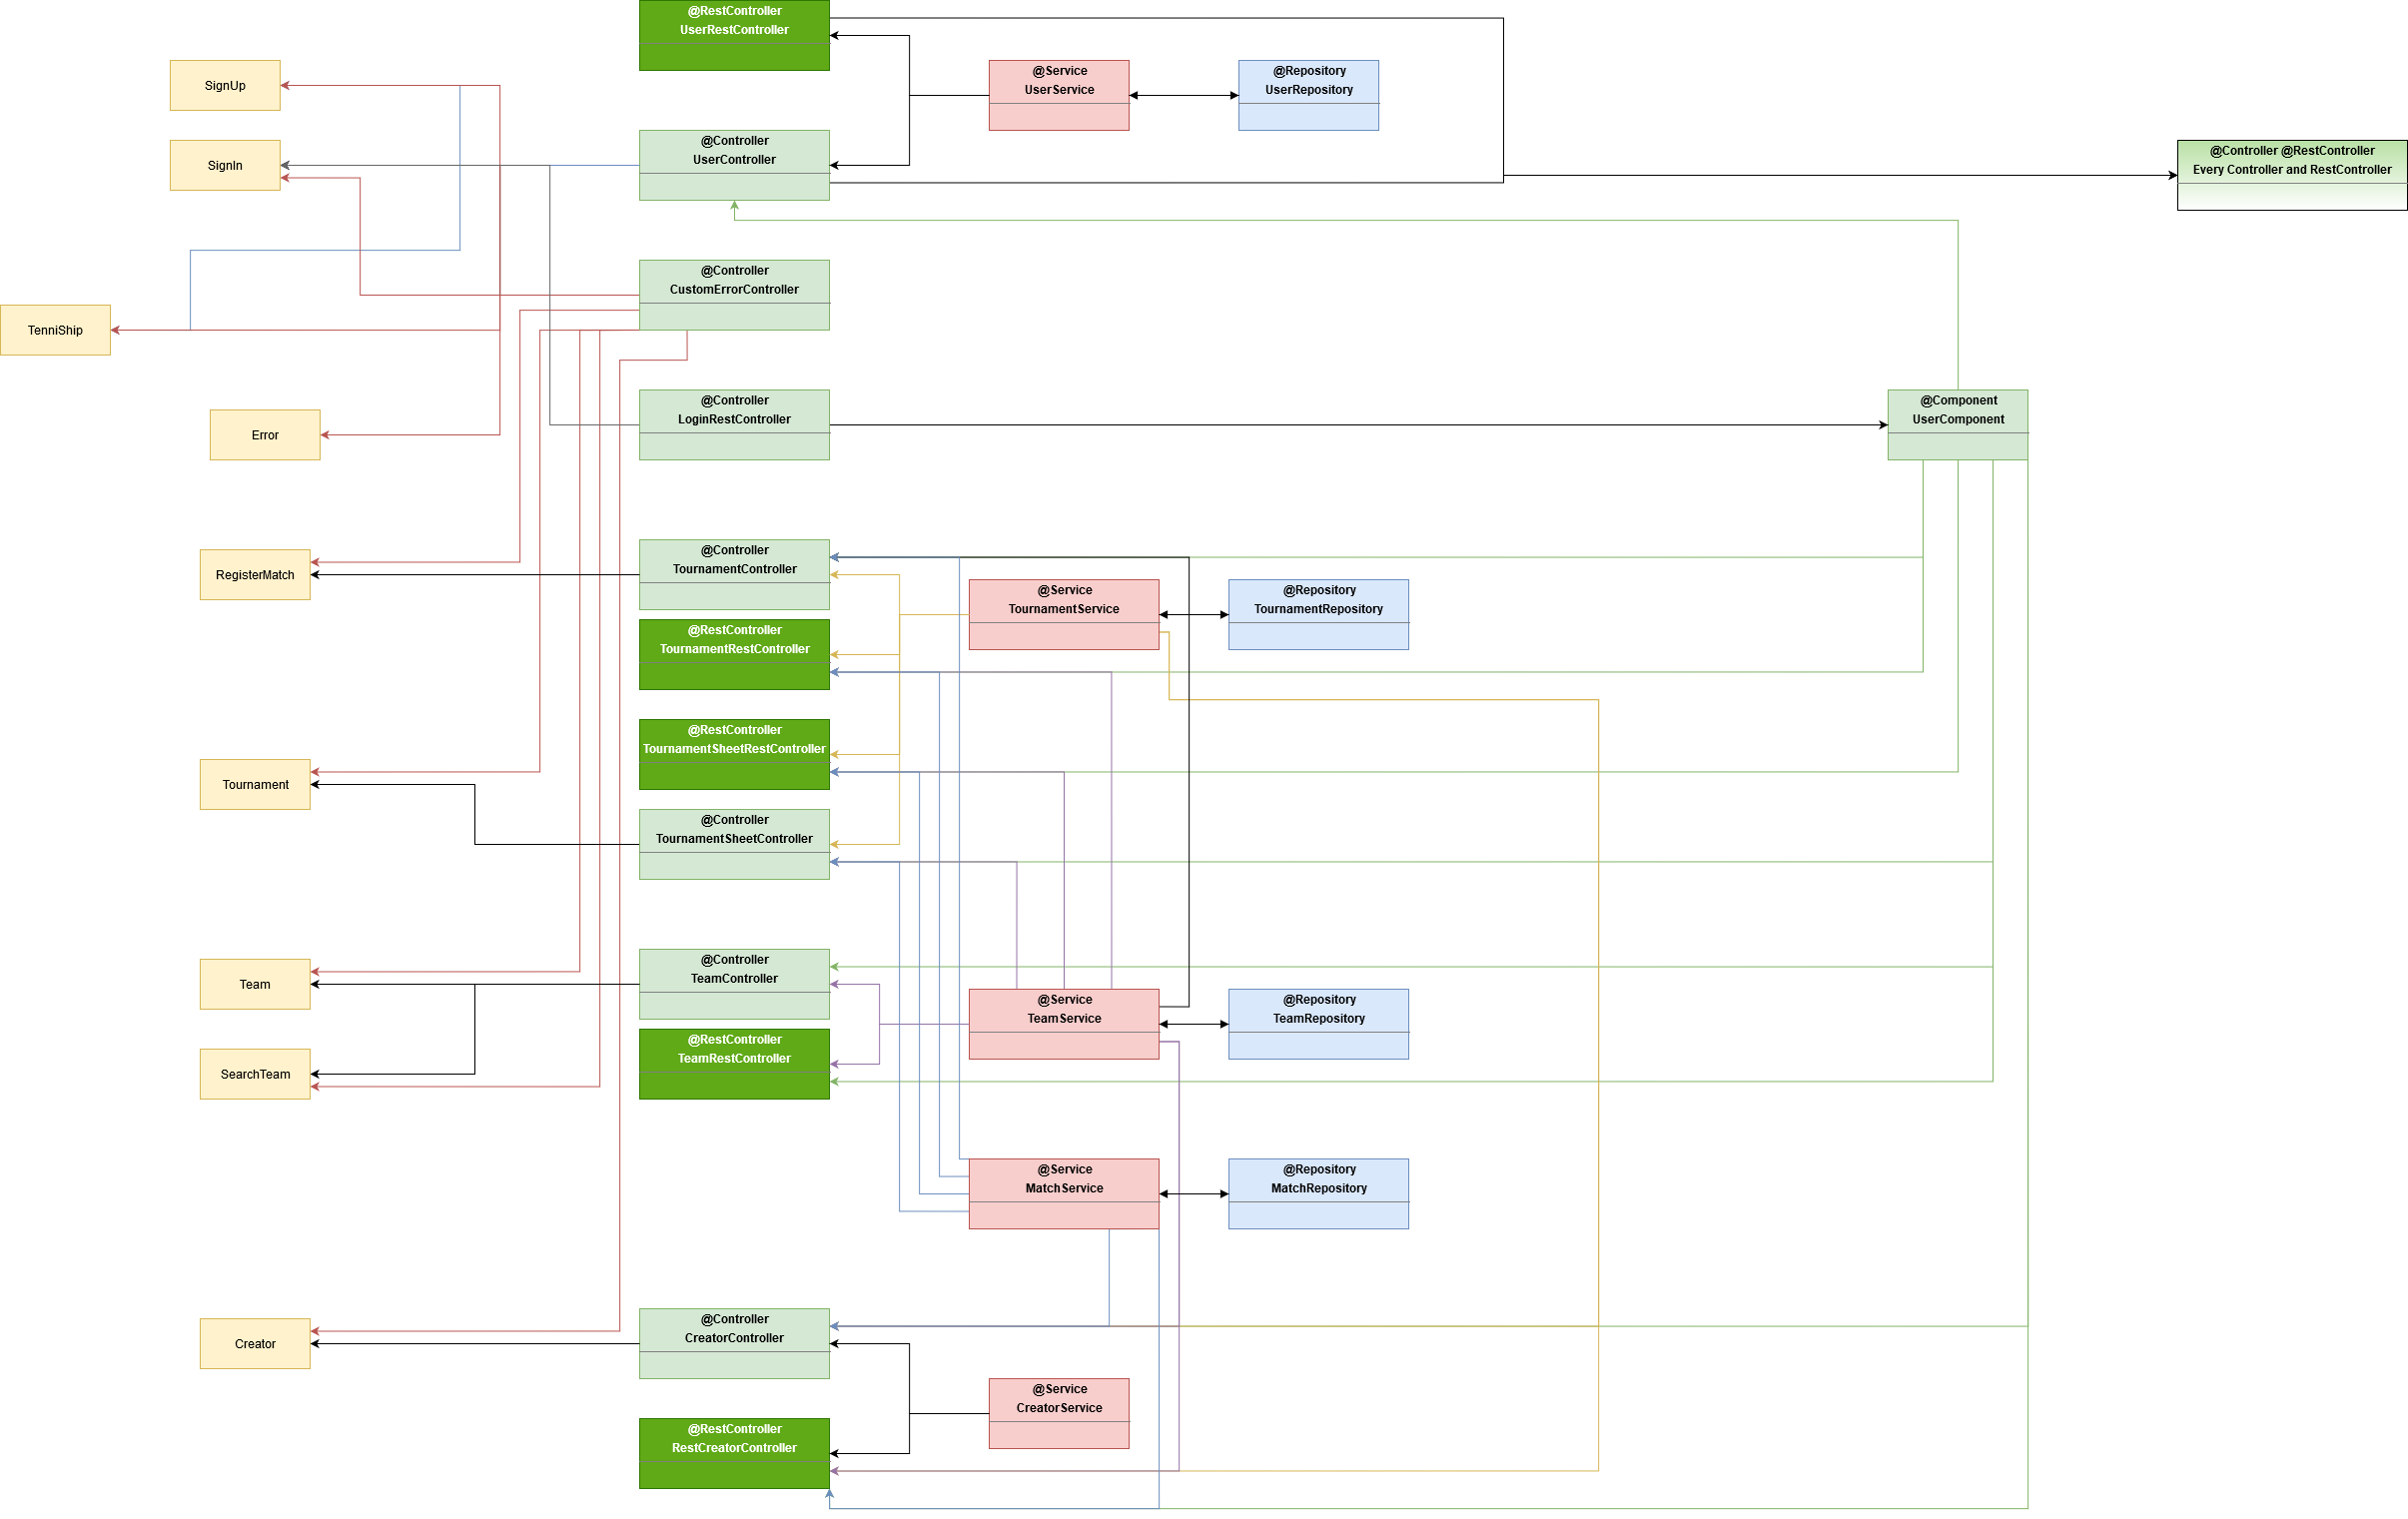 @RestController
UserRestController
SignUp
@Service
UserService
@Repository
UserRepository
SignIn
@Controller
UserController
@Controller @RestController
Every Controller and RestController
@Controller
CustomErrorController
TenniShip
Error
@Controller
LoginRestController
@Component
UserComponent
RegisterMatch
@Controller
TournamentController
@Service
TournamentService
@Repository
TournamentRepository
@RestController
TournamentRestController
@RestController
TournamentSheetRestController
Tournament
@Controller
TournamentSheetController
Team
@Controller
TeamController
@Service
TeamService
@Repository
TeamRepository
SearchTeam
@RestController
TeamRestController
@Service
MatchService
@Repository
MatchRepository
Creator
@Controller
CreatorController
@Service
CreatorService
@RestController
RestCreatorController